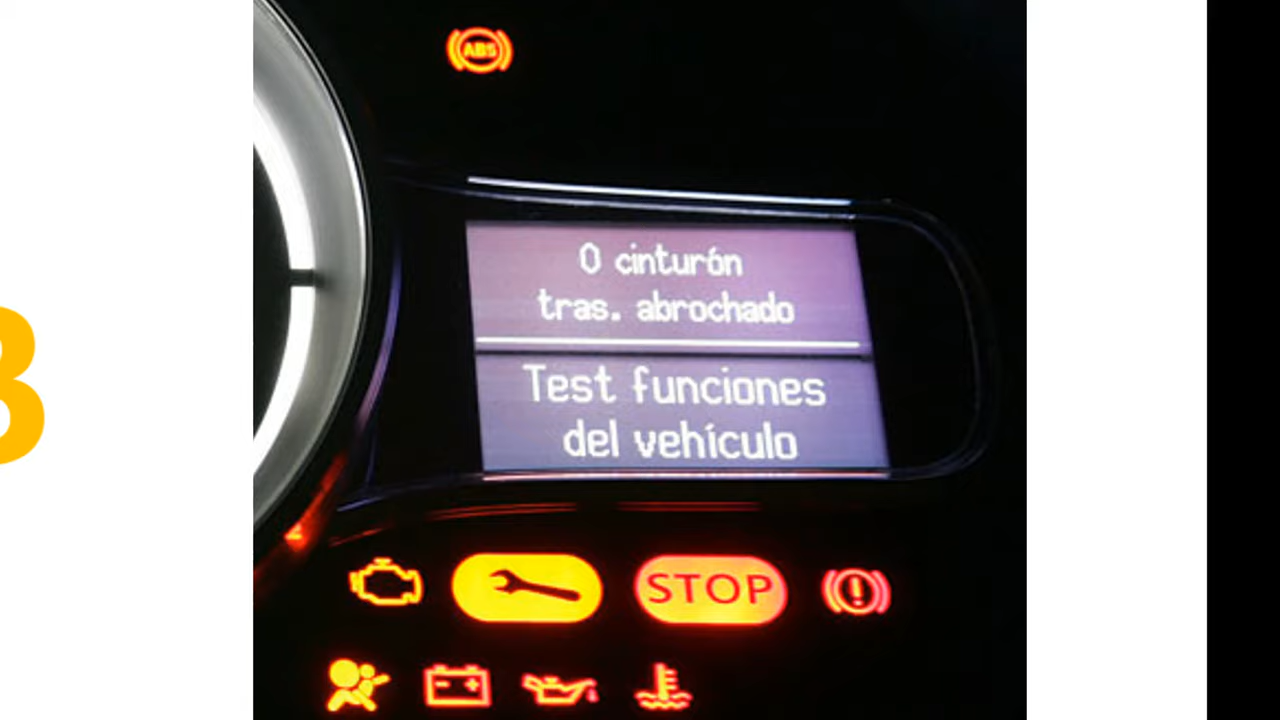 ABS
0 cinturón
tras. abrochado
Test funciones
del vehículo
STOP